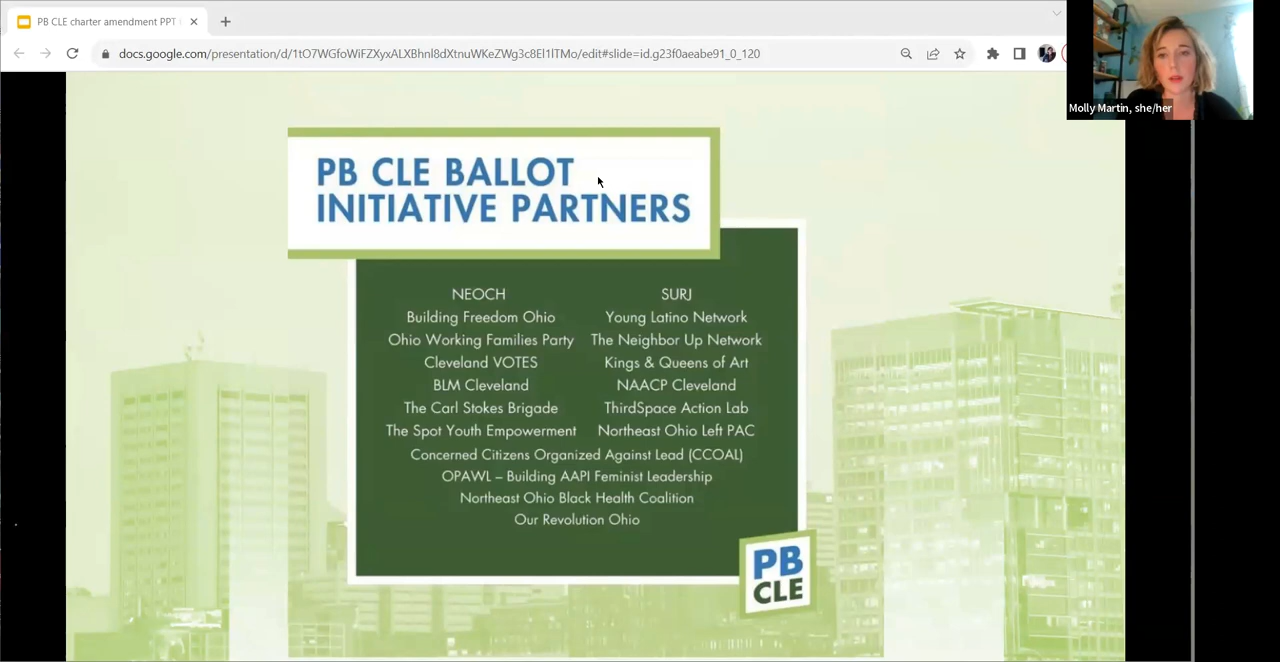 PB CLE charter amendment PPT
docs.google.com/presentation/d/1tO7WGfoWiFZXyxALXBhnl8dXtnuWKeZWg3c8El1lTMo/edit#slide=id.g23f0aeabe91_0_120
Molly Martin, she/her
PB CLE BALLOT
INITIATIVE PARTNERS
NEOCH
SURJ
Building Freedom Ohio
Young Latino Network
Ohio Working Families Party
The Neighbor Up Network
Cleveland VOTES
Kings & Queens of Art
BLM Cleveland
NAACP Cleveland
The Carl Stokes Brigade
ThirdSpace Action Lab
The Spot Youth Empowerment
Northeast Ohio Left PAC
Concerned Citizens Organized Against Lead (CCOAL)
OPAWL – Building AAPI Feminist Leadership
Northeast Ohio Black Health Coalition
Our Revolution Ohio
PB
CLE